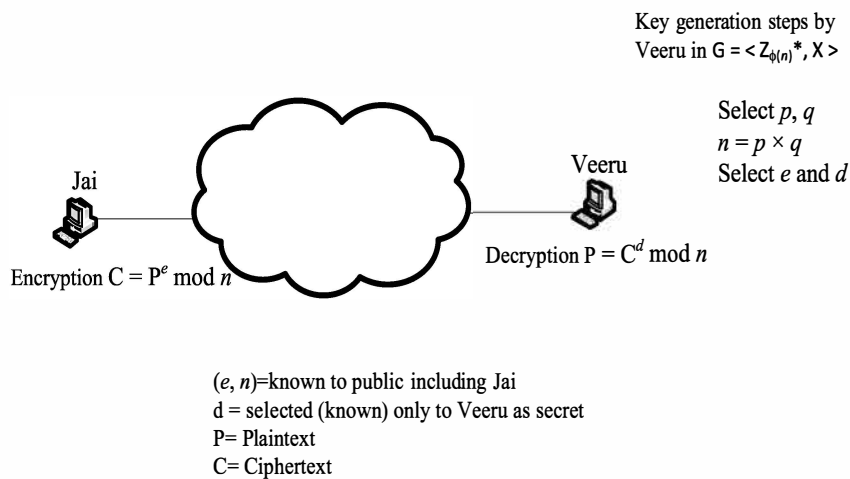 Key generation steps by
Veeru in G = < Z_ϕ(n)*, X >
Select p, q
n = p × q
Select e and d
Jai
Veeru
Encryption C = P^e mod n
Decryption P = C^d mod n
(e, n)=known to public including Jai
d = selected (known) only to Veeru as secret
P= Plaintext
C= Ciphertext